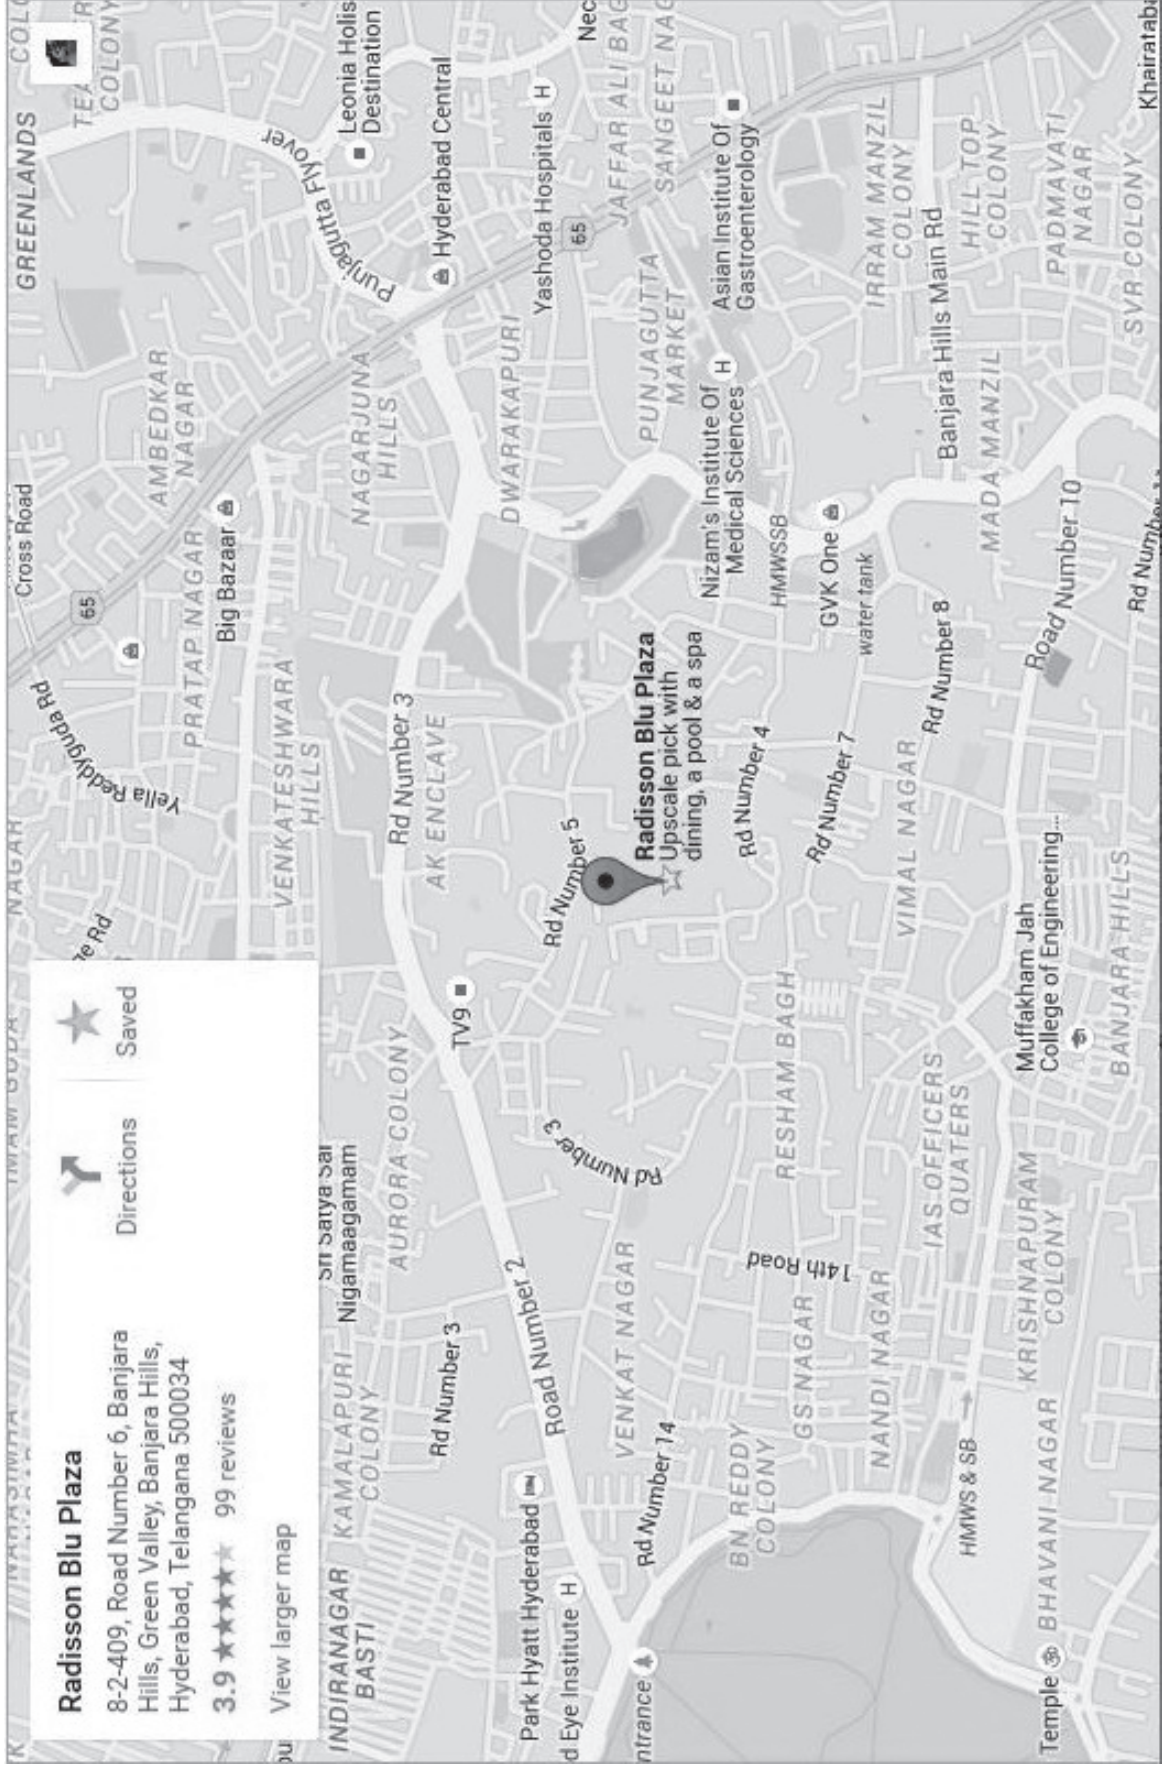 Radisson Blu Plaza
8-2-409, Road Number 6, Banjara
Hills, Green Valley, Banjara Hills,
Hyderabad, Telangana 500034
3.9 ★★★★★ 99 reviews
View larger map
Directions
Saved
NAGAR
Cross Road
GREENLANDS
COLONY
65
Yella Reddyguda Rd
AMBEDKAR
NAGAR
PRATAP NAGAR
Big Bazaar
VENKATESHWARA
HILLS
NAGARJUNA
HILLS
Punjagutta Flyover
Leonia Holis
Destination
Hyderabad Central
INDIRANAGAR
BASTI
KAMALAPURI
COLONY
Sri Satya Sai
Nigamaagamam
AURORA COLONY
Rd Number 3
AK ENCLAVE
Rd Number 3
TV9
Road Number 2
DWARAKAPURI
Yashoda Hospitals H
65
Park Hyatt Hyderabad
d Eye Institute H
Rd Number 3
Rd Number 5
Radisson Blu Plaza
Upscale pick with
dining, a pool & a spa
ntrance
VENKAT NAGAR
Rd Number 14
PUNJAGUTTA
MARKET
JAFFAR ALI BAG
SANGEET NAG
Nec
Nizam's Institute Of
Medical Sciences H
Asian Institute Of
Gastroenterology
BN REDDY
COLONY
14th Road
GS NAGAR
RESHAM BAGH
Rd Number 4
HMWSSB
Rd Number 7
GVK One
water tank
IRRAM MANZIL
COLONY
NANDI NAGAR
VIMAL NAGAR
Rd Number 8
Banjara Hills Main Rd
IAS OFFICERS
QUATERS
HMWS & SB
HILL TOP
COLONY
MADA MANZIL
KRISHNAPURAM
COLONY
Muffakham Jah
College of Engineering...
Road Number 10
PADMAVATI
NAGAR
Temple
BHAVANI NAGAR
BANJARA HILLS
SVR COLONY
Khairataba